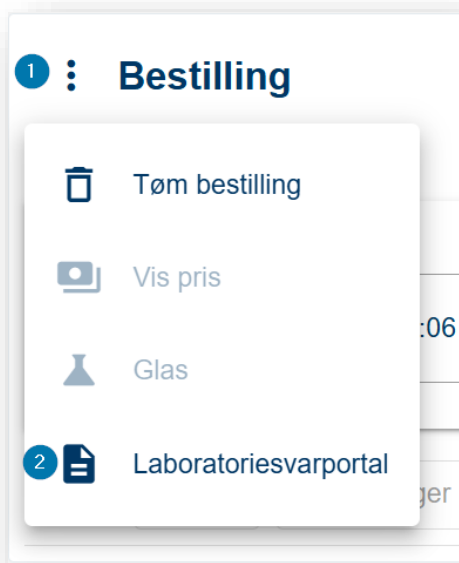 1 Bestilling
Tøm bestilling
Vis pris
:06
Glas
2 Laboratoriesvarportal
ger